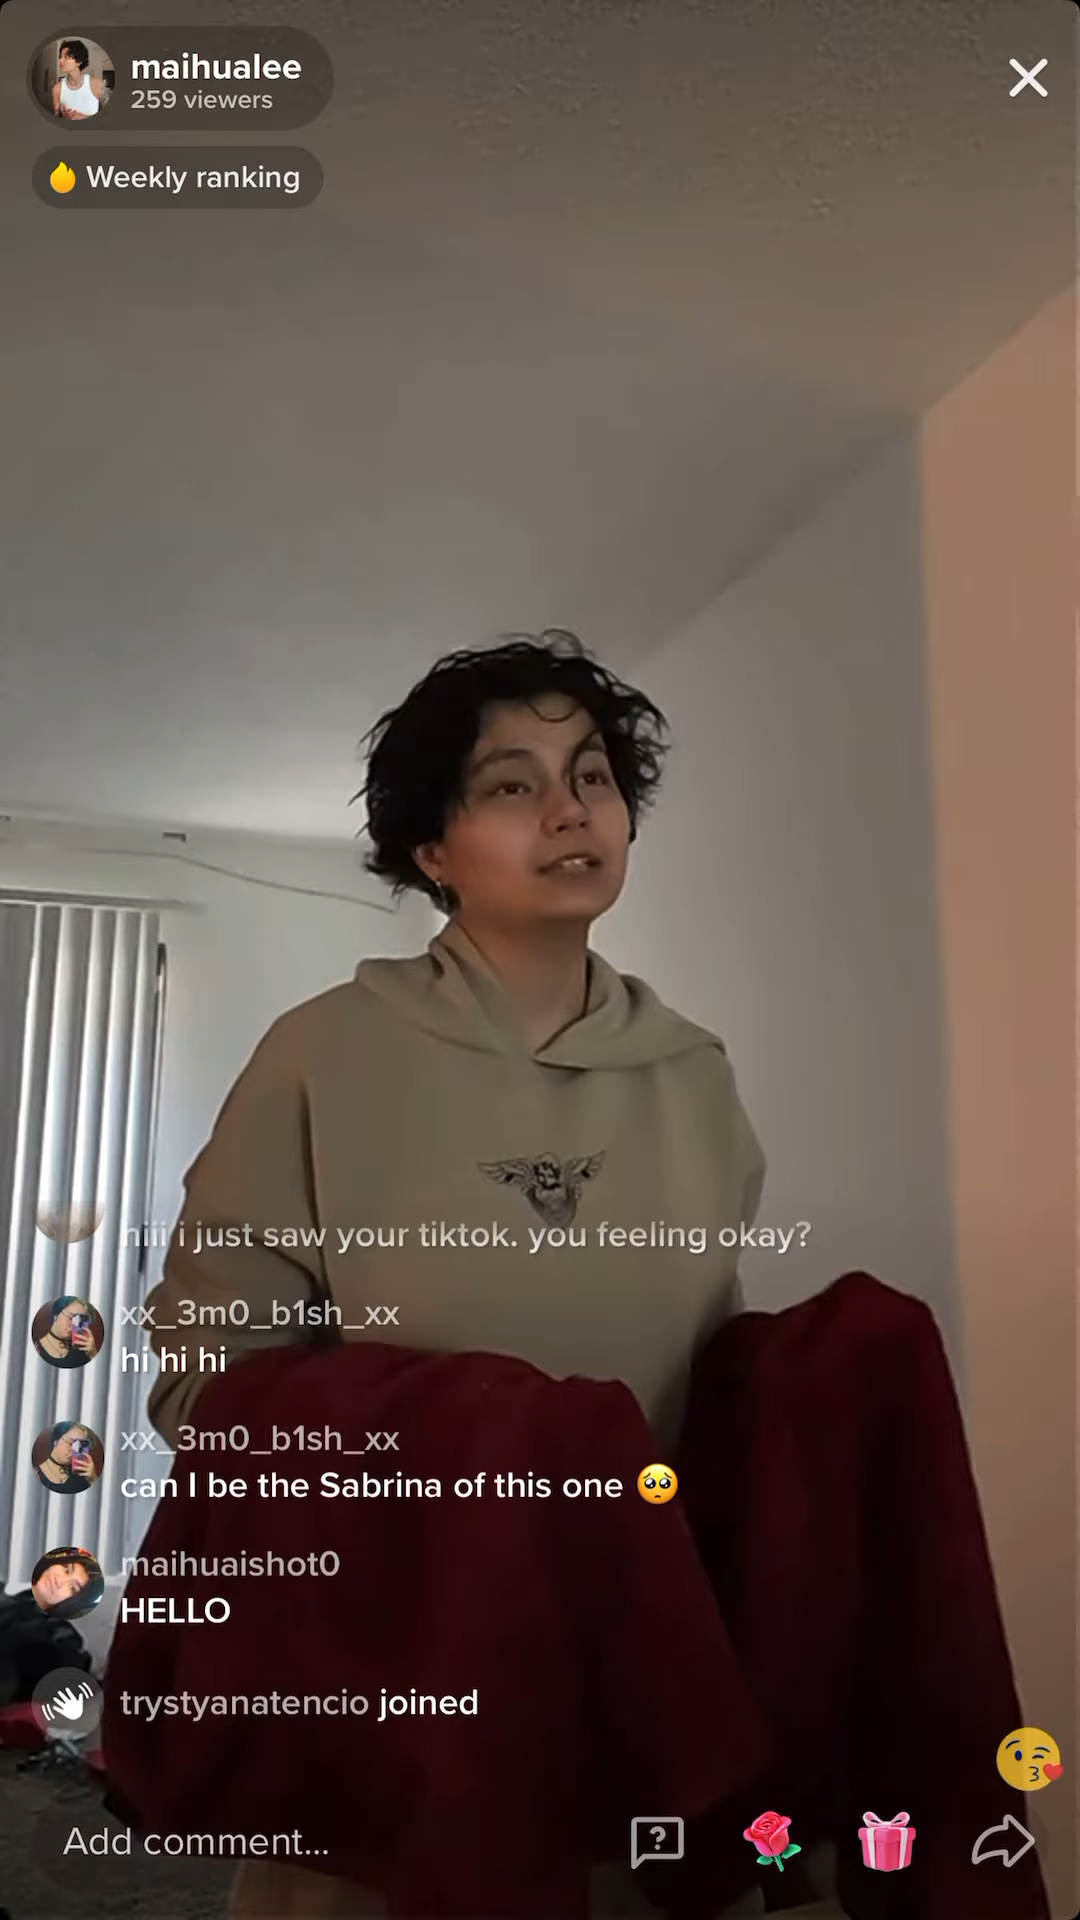 maihualee
259 viewers
Weekly ranking
hiii i just saw your tiktok. you feeling okay?
xx_3m0_b1sh_xx
hi hi hi
xx_3m0_b1sh_xx
can I be the Sabrina of this one 🥺
maihuaishot0
HELLO
trystyanatencio joined
Add comment...